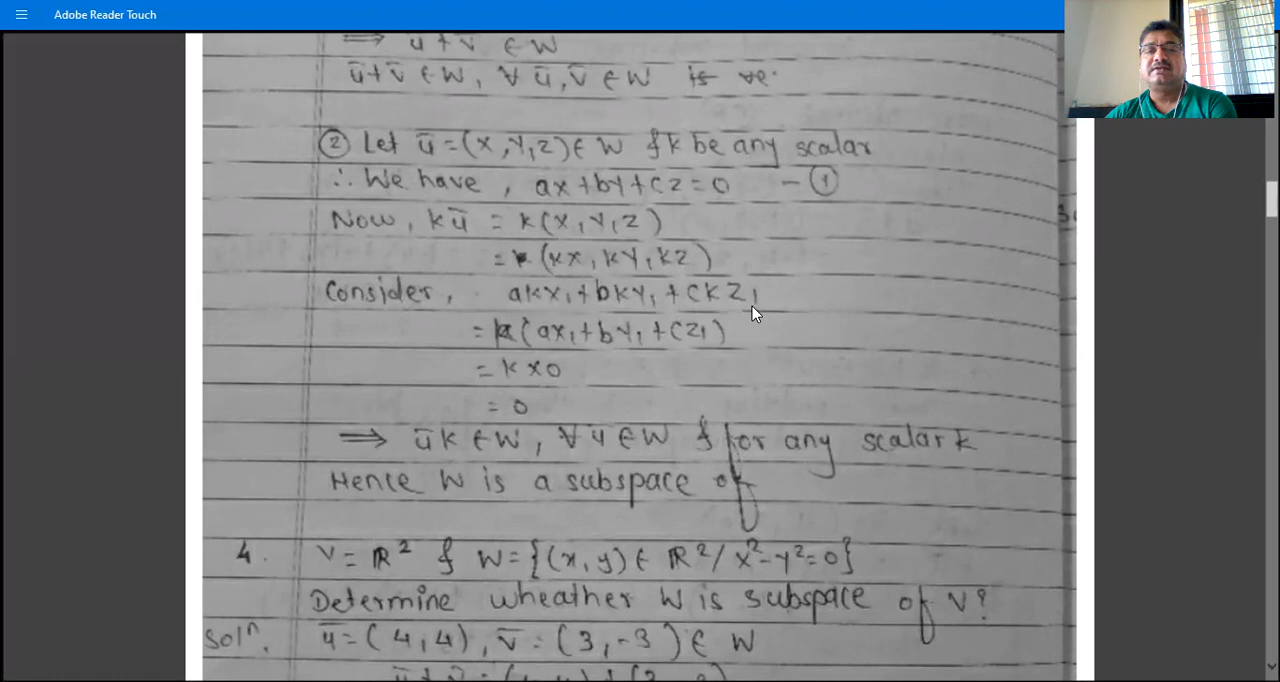 Adobe Reader Touch
⟹ ū + v̄ ∈ W
ū+v̄ ∈ W, ∀ ū, v̄ ∈ W is ve.
② Let ū = (x, y, z) ∈ W & k be any scalar
∴ We have, ax+by+cz=0 - ①
Now, kū = k(x, y, z)
= (kx, ky, kz)
Consider, akx₁+bky₁+ckz₁
= k(ax₁+by₁+cz₁)
= k×0
= 0
⟹ ūk ∈ W, ∀ ū ∈ W & for any scalar k
Hence W is a subspace of
4. V = ℝ² & W = {(x, y) ∈ ℝ² / x²-y²=0}
Determine wheather W is subspace of V?
Solⁿ. ū = (4, 4), v̄ = (3, -3) ∈ W